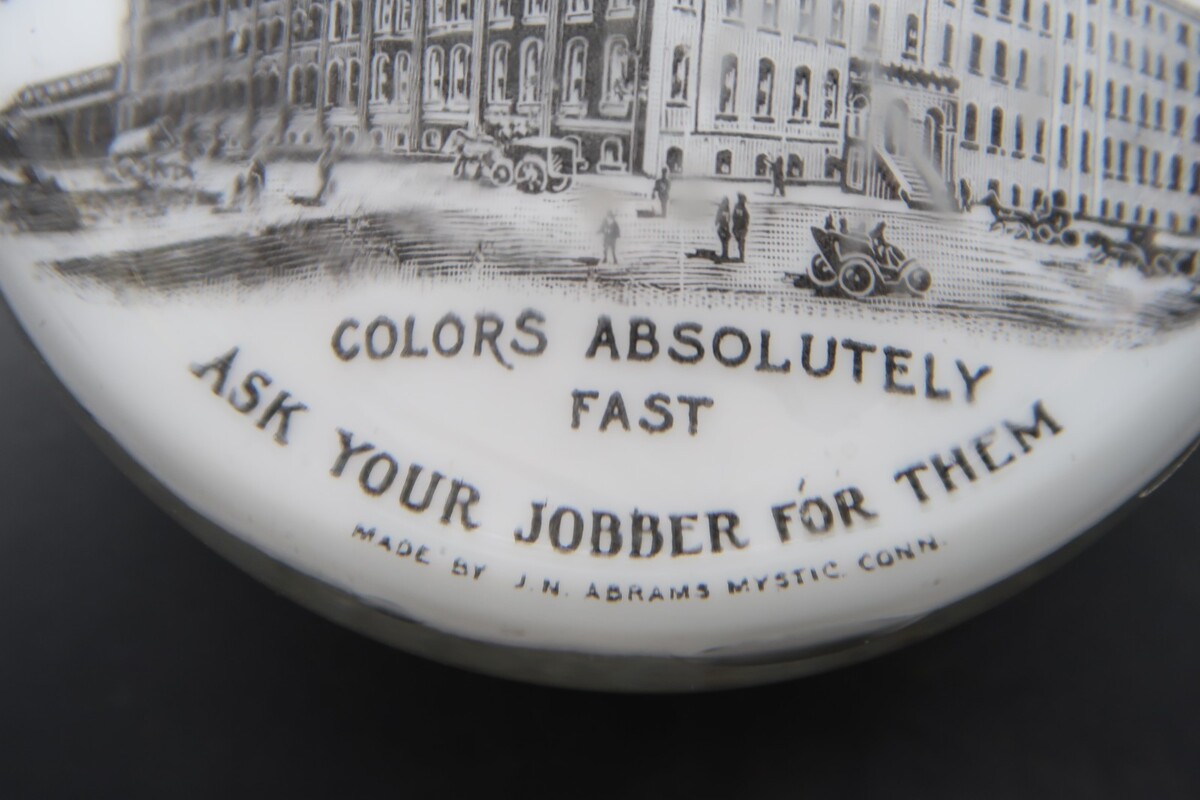 COLORS ABSOLUTELY
FAST
ASK YOUR JOBBER FOR THEM
MADE BY J.N. ABRAMS MYSTIC CONN.